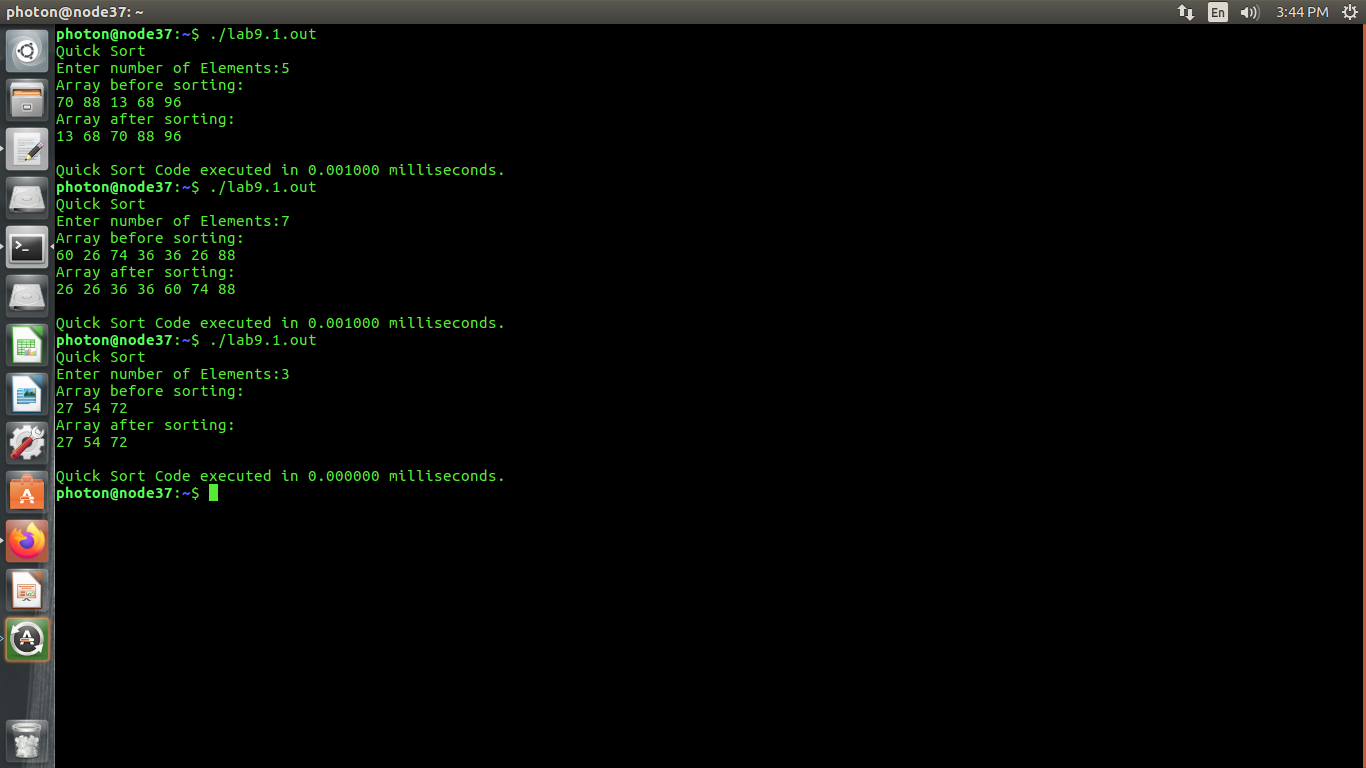 photon@node37: ~
En
3:44 PM
photon@node37:~$ ./lab9.1.out
Quick Sort
Enter number of Elements:5
Array before sorting:
70 88 13 68 96
Array after sorting:
13 68 70 88 96
Quick Sort Code executed in 0.001000 milliseconds.
photon@node37:~$ ./lab9.1.out
Quick Sort
Enter number of Elements:7
Array before sorting:
60 26 74 36 36 26 88
Array after sorting:
26 26 36 36 60 74 88
Quick Sort Code executed in 0.001000 milliseconds.
photon@node37:~$ ./lab9.1.out
Quick Sort
Enter number of Elements:3
Array before sorting:
27 54 72
Array after sorting:
27 54 72
Quick Sort Code executed in 0.000000 milliseconds.
photon@node37:~$